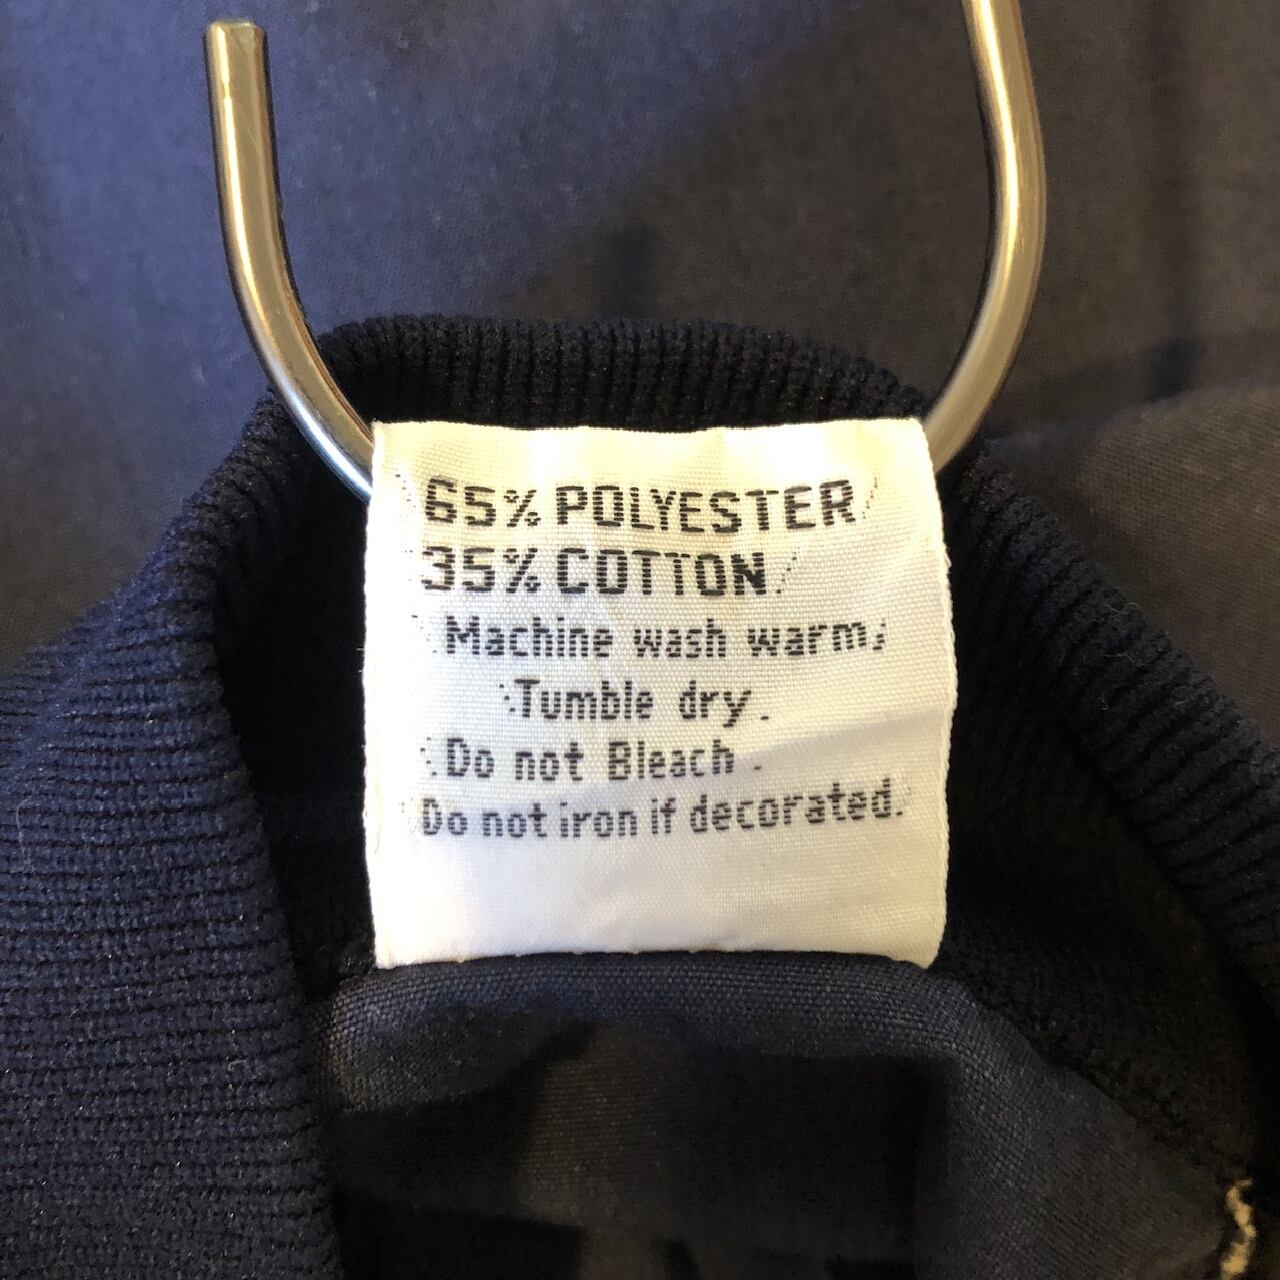 65% POLYESTER
35% COTTON
Machine wash warm
Tumble dry.
Do not Bleach.
Do not iron if decorated.